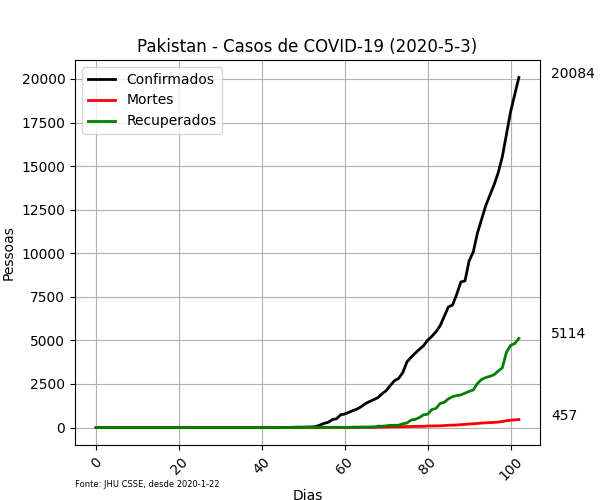 Pakistan - Casos de COVID-19 (2020-5-3)
Confirmados
Mortes
Recuperados
20084
5114
457
Pessoas
20000
17500
15000
12500
10000
7500
5000
2500
0
0
20
40
60
80
100
Dias
Fonte: JHU CSSE, desde 2020-1-22